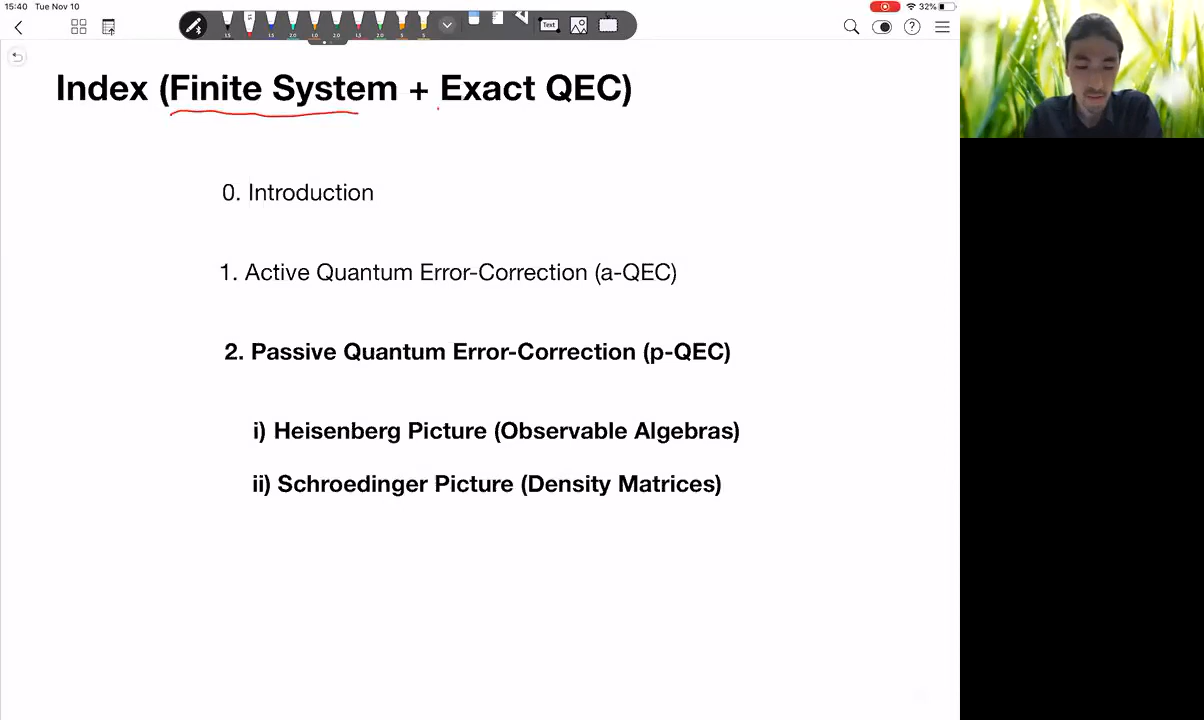 15:40 Tue Nov 10
32%
Text
Index (Finite System + Exact QEC)
0. Introduction
1. Active Quantum Error-Correction (a-QEC)
2. Passive Quantum Error-Correction (p-QEC)
i) Heisenberg Picture (Observable Algebras)
ii) Schroedinger Picture (Density Matrices)